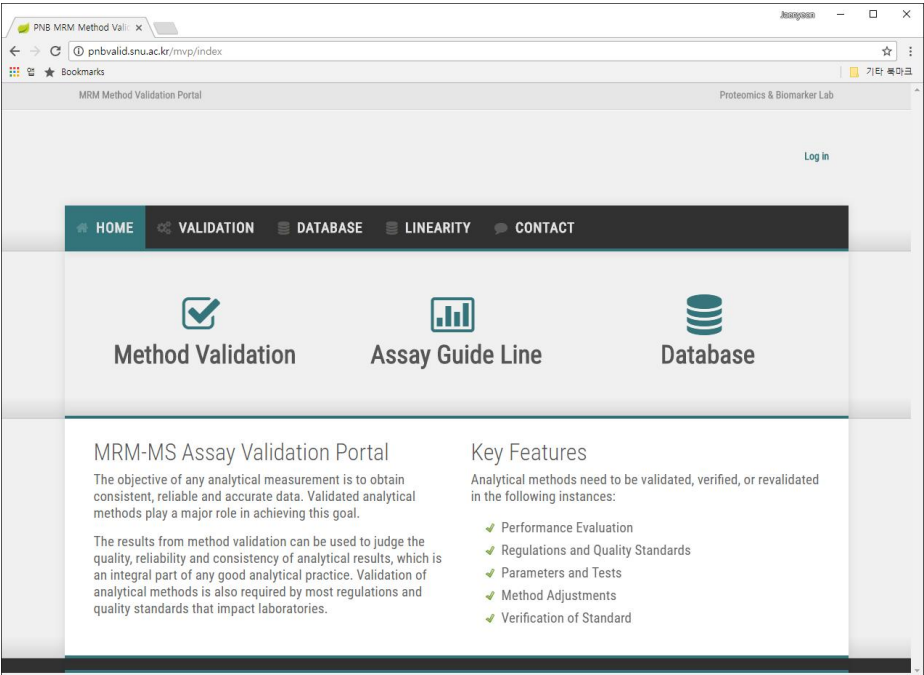 PNB MRM Method Valic
pnbvalid.snu.ac.kr/mvp/index
앱 Bookmarks 기타 북마크
MRM Method Validation Portal Proteomics & Biomarker Lab
Log in
HOME VALIDATION DATABASE LINEARITY CONTACT
Method Validation Assay Guide Line Database
MRM-MS Assay Validation Portal
The objective of any analytical measurement is to obtain
consistent, reliable and accurate data. Validated analytical
methods play a major role in achieving this goal.
The results from method validation can be used to judge the
quality, reliability and consistency of analytical results, which is
an integral part of any good analytical practice. Validation of
analytical methods is also required by most regulations and
quality standards that impact laboratories.
Key Features
Analytical methods need to be validated, verified, or revalidated
in the following instances:
Performance Evaluation
Regulations and Quality Standards
Parameters and Tests
Method Adjustments
Verification of Standard